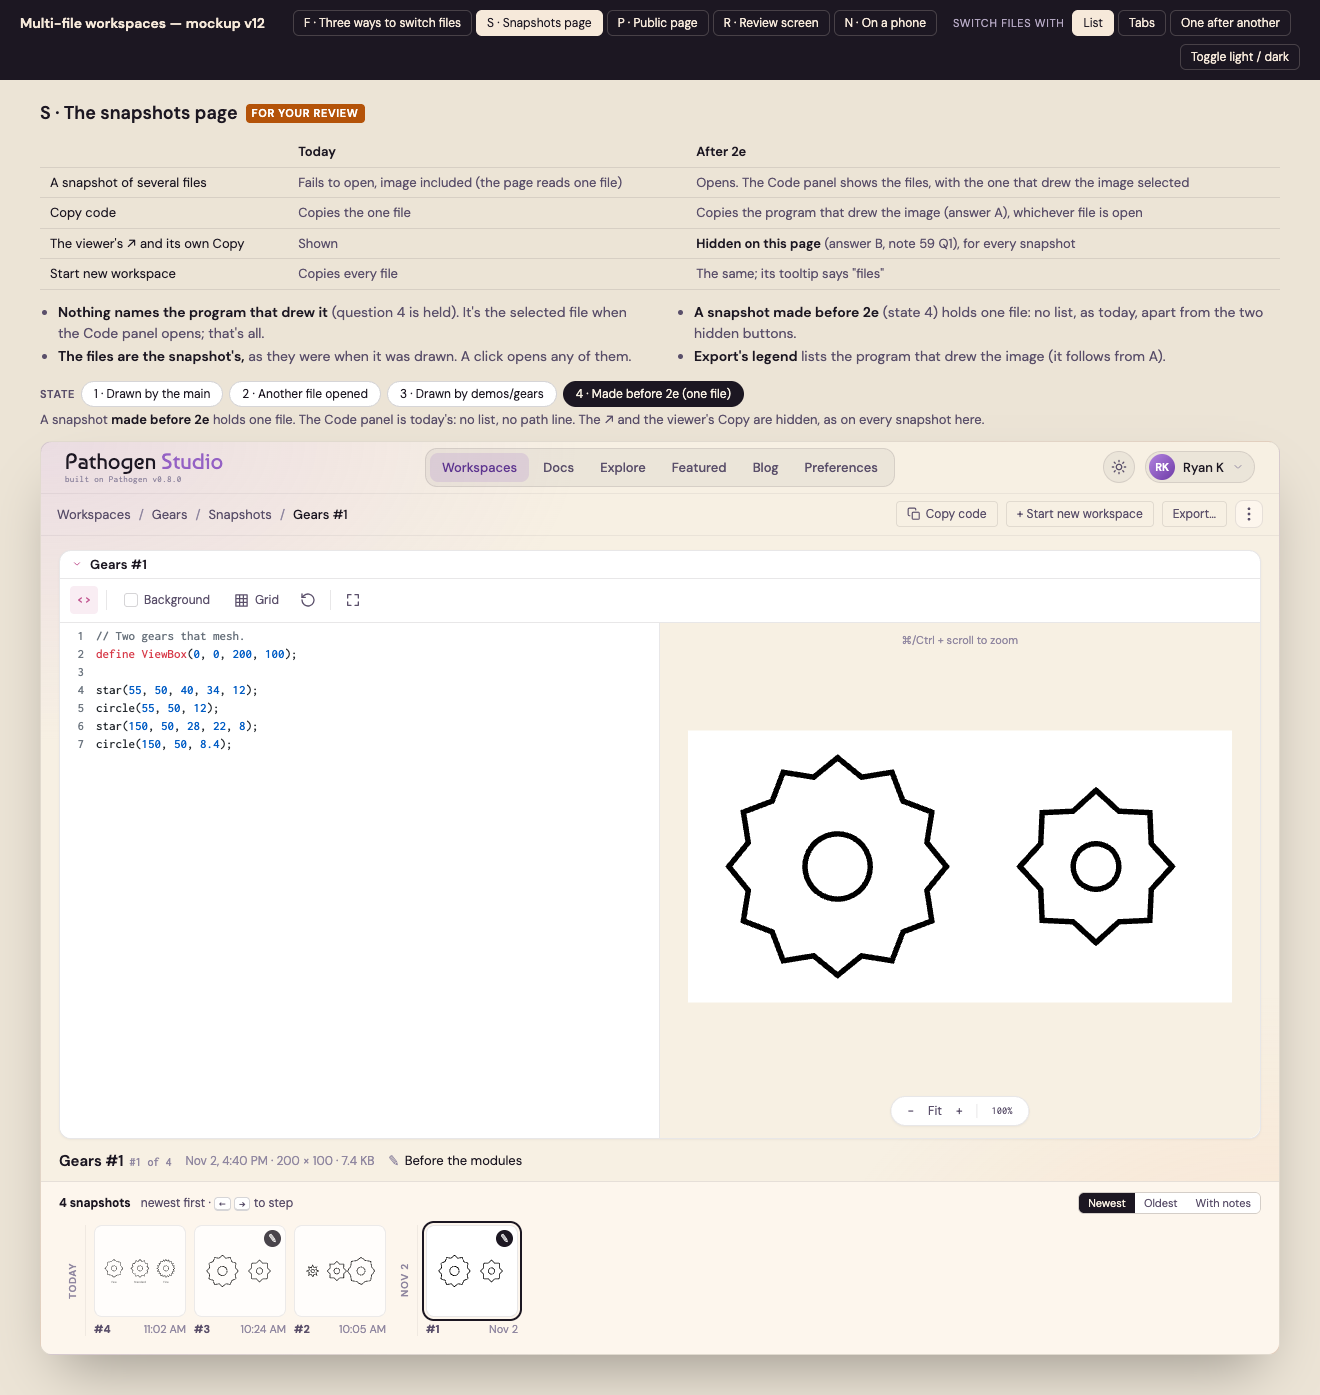 Multi-file workspaces — mockup v12
F · Three ways to switch files
S · Snapshots page
P · Public page
R · Review screen
N · On a phone
SWITCH FILES WITH
List
Tabs
One after another
Toggle light / dark
S · The snapshots page
FOR YOUR REVIEW
Today After 2e
A snapshot of several files Fails to open, image included (the page reads one file) Opens. The Code panel shows the files, with the one that drew the image selected
Copy code Copies the one file Copies the program that drew the image (answer A), whichever file is open
The viewer's ↗ and its own Copy Shown Hidden on this page (answer B, note 59 Q1), for every snapshot
Start new workspace Copies every file The same; its tooltip says "files"
• Nothing names the program that drew it (question 4 is held). It's the selected file when
the Code panel opens; that's all.
• The files are the snapshot's, as they were when it was drawn. A click opens any of them.
• A snapshot made before 2e (state 4) holds one file: no list, as today, apart from the two
hidden buttons.
• Export's legend lists the program that drew the image (it follows from A).
STATE
1 · Drawn by the main
2 · Another file opened
3 · Drawn by demos/gears
4 · Made before 2e (one file)
A snapshot made before 2e holds one file. The Code panel is today's: no list, no path line. The ↗ and the viewer's Copy are hidden, as on every snapshot here.
Pathogen Studio
built on Pathogen v0.8.0
Workspaces
Docs
Explore
Featured
Blog
Preferences
RK Ryan K
Workspaces / Gears / Snapshots / Gears #1
Copy code
+ Start new workspace
Export…
Gears #1
Background
Grid
1 // Two gears that mesh.
2 define ViewBox(0, 0, 200, 100);
3
4 star(55, 50, 40, 34, 12);
5 circle(55, 50, 12);
6 star(150, 50, 28, 22, 8);
7 circle(150, 50, 8.4);
⌘/Ctrl + scroll to zoom
− Fit + 100%
Gears #1 #1 of 4 Nov 2, 4:40 PM · 200 × 100 · 7.4 KB ✎ Before the modules
4 snapshots newest first · ← → to step
Newest
Oldest
With notes
TODAY
#4 11:02 AM
#3 10:24 AM
#2 10:05 AM
NOV 2
#1 Nov 2